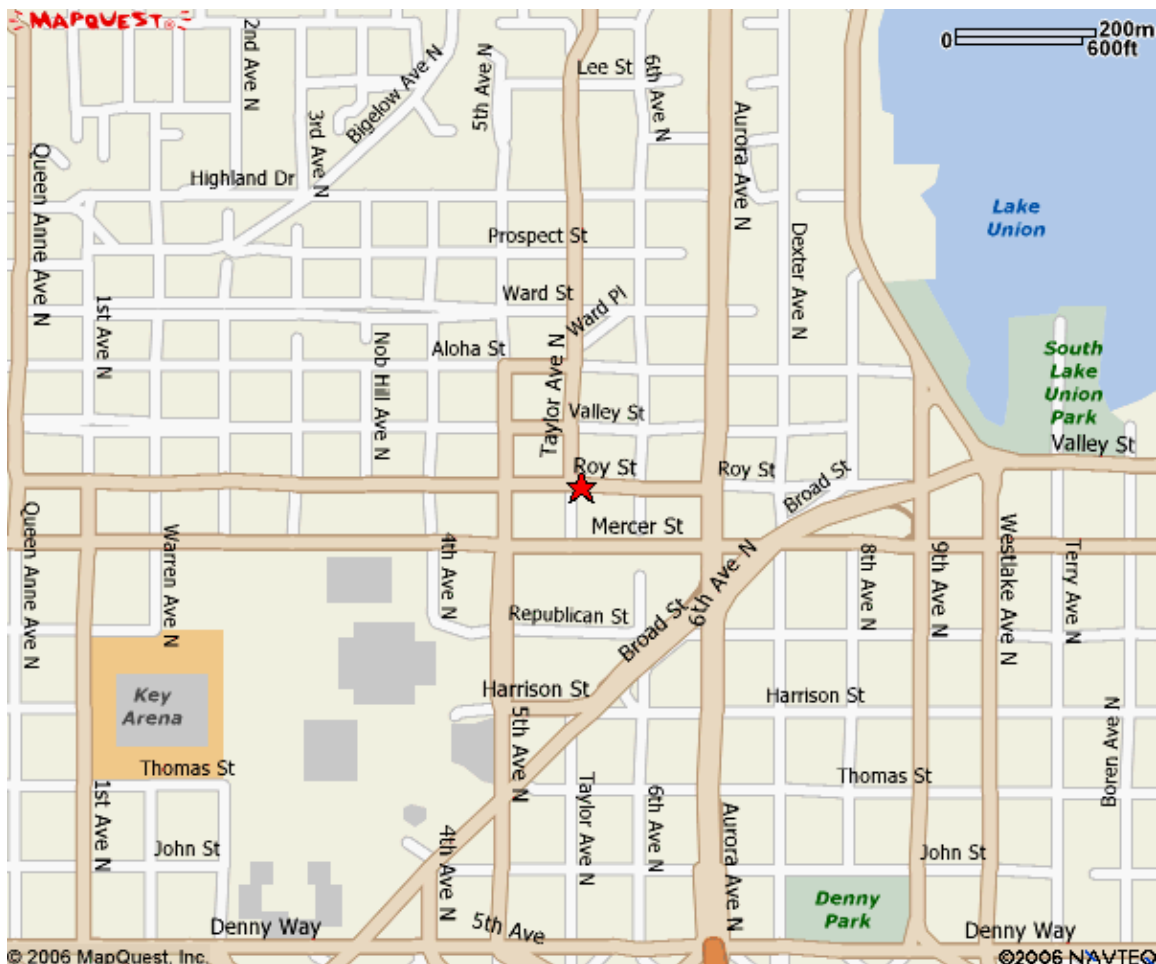 MAPQUEST®
2nd Ave N
5th Ave N
Lee St
6th Ave N
0
200m
600ft
Bigelow Ave N
3rd Ave N
Aurora Ave N
Queen Anne Ave N
Highland Dr
Lake
Union
Prospect St
Dexter Ave N
1st Ave N
Ward St
Ward Pl
Nob Hill Ave N
Aloha St
Taylor Ave N
South
Lake
Union
Park
Valley St
Valley St
Roy St
Roy St
Broad St
Queen Anne Ave N
Warren Ave N
4th Ave N
Mercer St
6th Ave N
8th Ave N
9th Ave N
Westlake Ave N
Terry Ave N
Republican St
Broad St
Key
Arena
Harrison St
Harrison St
5th Ave N
Boren Ave N
Thomas St
Thomas St
1st Ave N
Taylor Ave N
6th Ave N
Aurora Ave N
John St
4th Ave N
John St
Denny
Park
Denny Way
5th Ave
Denny Way
© 2006 MapQuest, Inc.
©2006 NAVTEQ